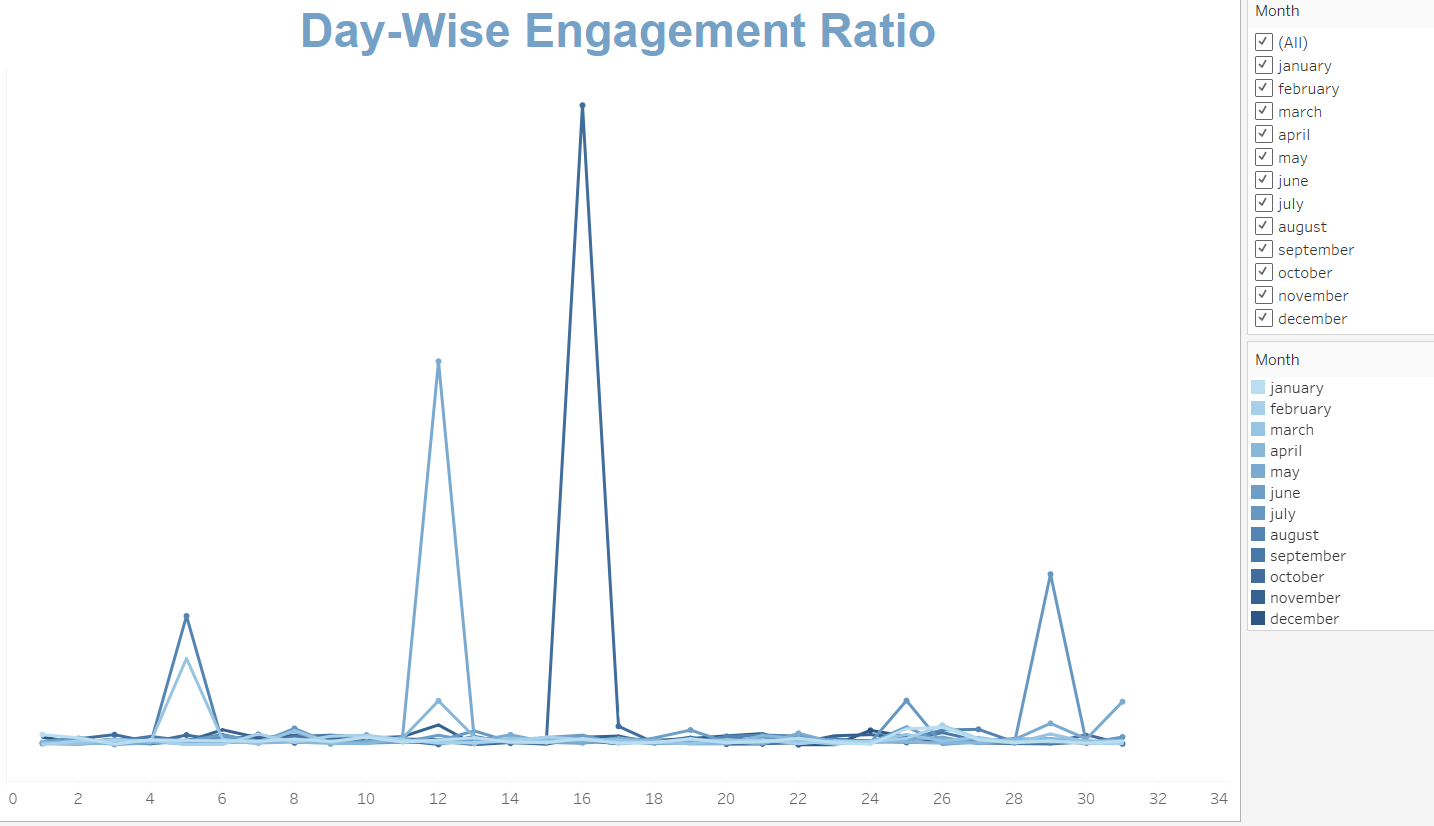 Day-Wise Engagement Ratio
0 2 4 6 8 10 12 14 16 18 20 22 24 26 28 30 32 34
Month
(All)
january
february
march
april
may
june
july
august
september
october
november
december
Month
january
february
march
april
may
june
july
august
september
october
november
december